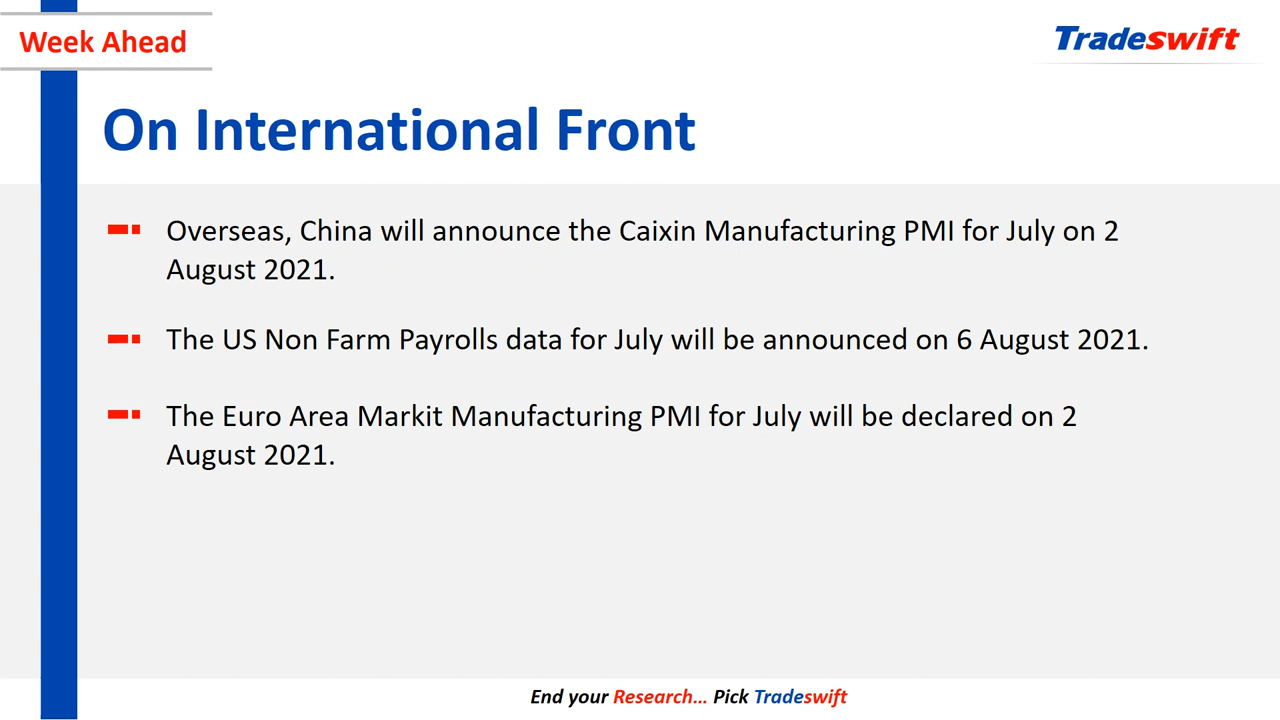 Week Ahead
Tradeswift
On International Front
Overseas, China will announce the Caixin Manufacturing PMI for July on 2
August 2021.
The US Non Farm Payrolls data for July will be announced on 6 August 2021.
The Euro Area Markit Manufacturing PMI for July will be declared on 2
August 2021.
End your Research... Pick Tradeswift